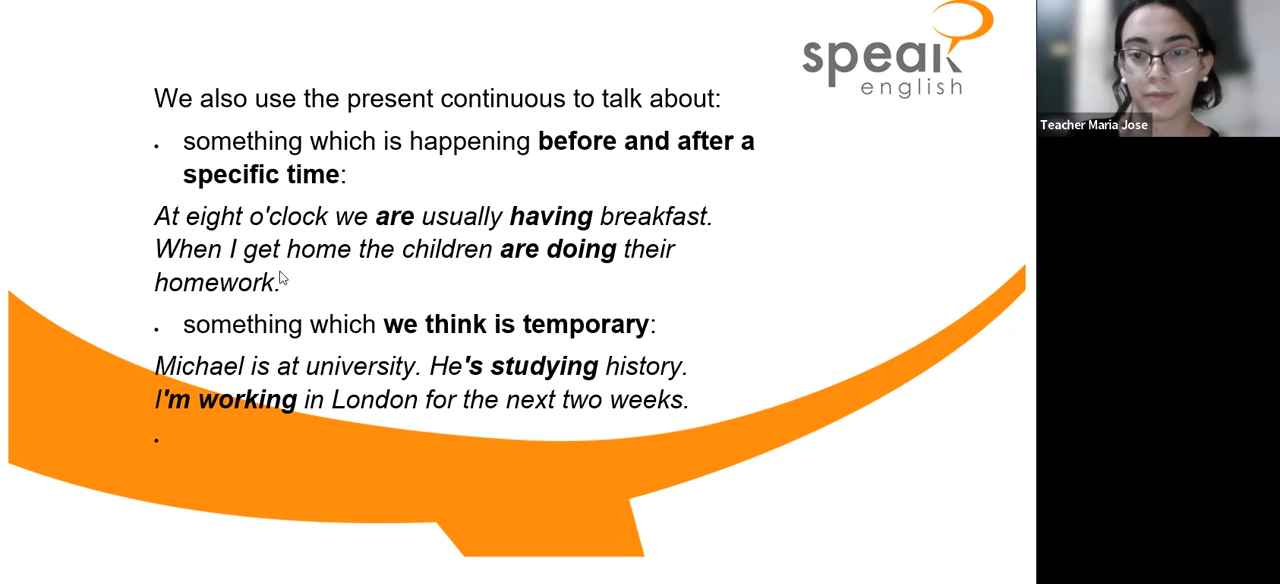 speak
english
We also use the present continuous to talk about:
• something which is happening before and after a
specific time:
At eight o'clock we are usually having breakfast.
When I get home the children are doing their
homework.
• something which we think is temporary:
Michael is at university. He's studying history.
I'm working in London for the next two weeks.
•
Teacher Maria Jose